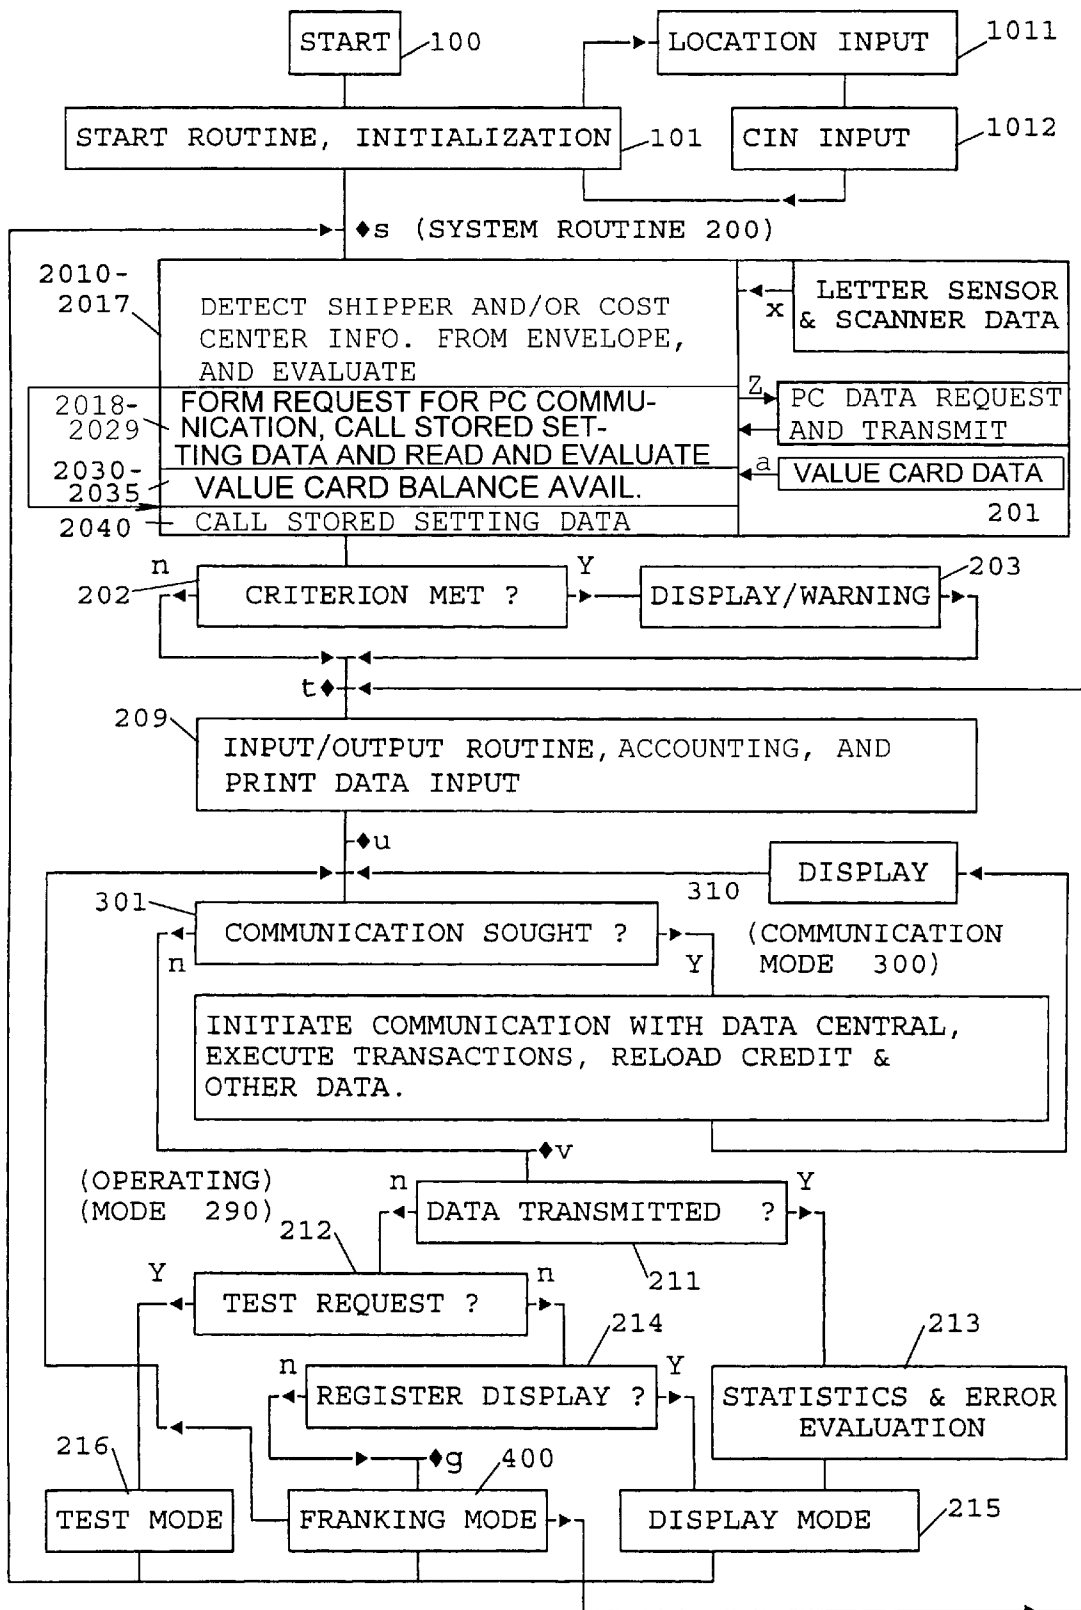 START
100
LOCATION INPUT
1011
START ROUTINE, INITIALIZATION
101
CIN INPUT
1012
♦s (SYSTEM ROUTINE 200)
2010-
2017
DETECT SHIPPER AND/OR COST
CENTER INFO. FROM ENVELOPE,
AND EVALUATE
x
LETTER SENSOR
& SCANNER DATA
2018-
2029
FORM REQUEST FOR PC COMMU-
NICATION, CALL STORED SET-
TING DATA AND READ AND EVALUATE
Z
PC DATA REQUEST
AND TRANSMIT
2030-
2035
VALUE CARD BALANCE AVAIL.
a
VALUE CARD DATA
2040
CALL STORED SETTING DATA
201
n
202
CRITERION MET ?
Y
DISPLAY/WARNING
203
t♦
209
INPUT/OUTPUT ROUTINE, ACCOUNTING, AND
PRINT DATA INPUT
♦u
DISPLAY
310
301
COMMUNICATION SOUGHT ?
n
Y
(COMMUNICATION
MODE 300)
INITIATE COMMUNICATION WITH DATA CENTRAL,
EXECUTE TRANSACTIONS, RELOAD CREDIT &
OTHER DATA.
♦v
(OPERATING)
(MODE 290)
n
DATA TRANSMITTED ?
Y
211
212
Y
TEST REQUEST ?
n
214
213
n
REGISTER DISPLAY ?
Y
STATISTICS & ERROR
EVALUATION
♦g
216
400
TEST MODE
FRANKING MODE
DISPLAY MODE
215